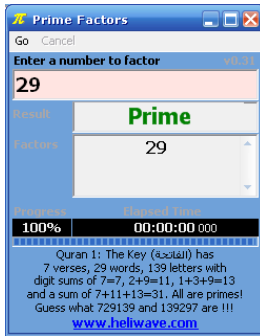 Prime Factors
Go Cancel
Enter a number to factor v0.31
29
Result Prime
Factors 29
Progress Elapsed Time
100% 00:00:00 000
Quran 1: The Key (الفاتحة) has
7 verses, 29 words, 139 letters with
digit sums of 7=7, 2+9=11, 1+3+9=13
and a sum of 7+11+13=31. All are primes!
Guess what 729139 and 139297 are !!!
www.heliwave.com